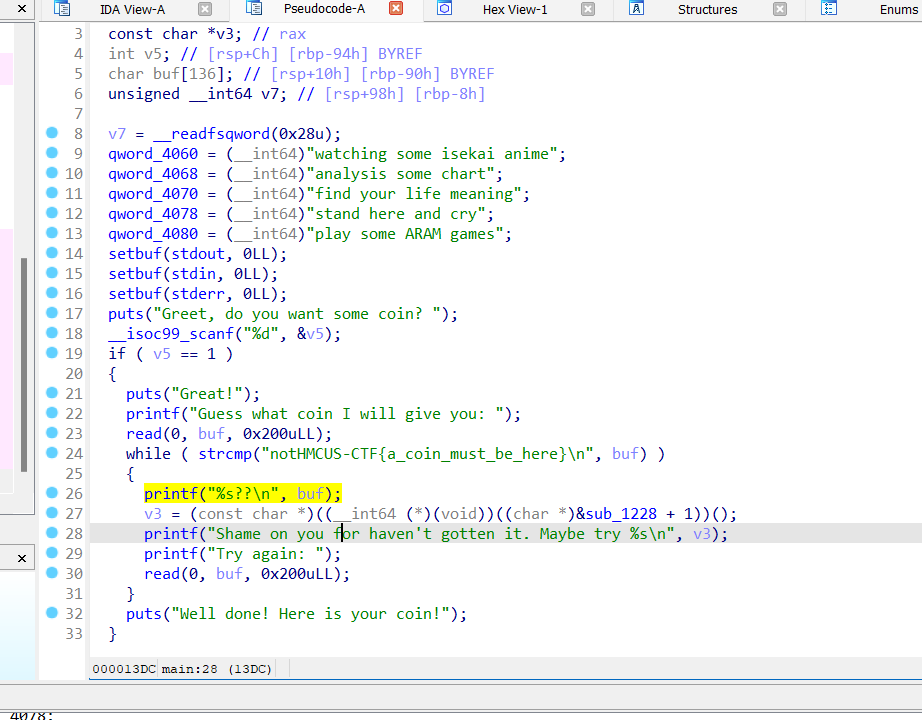 IDA View-A Pseudocode-A Hex View-1 Structures Enums
3 const char *v3; // rax
4 int v5; // [rsp+Ch] [rbp-94h] BYREF
5 char buf[136]; // [rsp+10h] [rbp-90h] BYREF
6 unsigned __int64 v7; // [rsp+98h] [rbp-8h]
7
8 v7 = __readfsqword(0x28u);
9 qword_4060 = (__int64)"watching some isekai anime";
10 qword_4068 = (__int64)"analysis some chart";
11 qword_4070 = (__int64)"find your life meaning";
12 qword_4078 = (__int64)"stand here and cry";
13 qword_4080 = (__int64)"play some ARAM games";
14 setbuf(stdout, 0LL);
15 setbuf(stdin, 0LL);
16 setbuf(stderr, 0LL);
17 puts("Greet, do you want some coin? ");
18 __isoc99_scanf("%d", &v5);
19 if ( v5 == 1 )
20 {
21 puts("Great!");
22 printf("Guess what coin I will give you: ");
23 read(0, buf, 0x200uLL);
24 while ( strcmp("notHMCUS-CTF{a_coin_must_be_here}\n", buf) )
25 {
26 printf("%s??\n", buf);
27 v3 = (const char *)((__int64 (*)(void))((char *)&sub_1228 + 1))();
28 printf("Shame on you for haven't gotten it. Maybe try %s\n", v3);
29 printf("Try again: ");
30 read(0, buf, 0x200uLL);
31 }
32 puts("Well done! Here is your coin!");
33 }
000013DC main:28 (13DC)
4078: